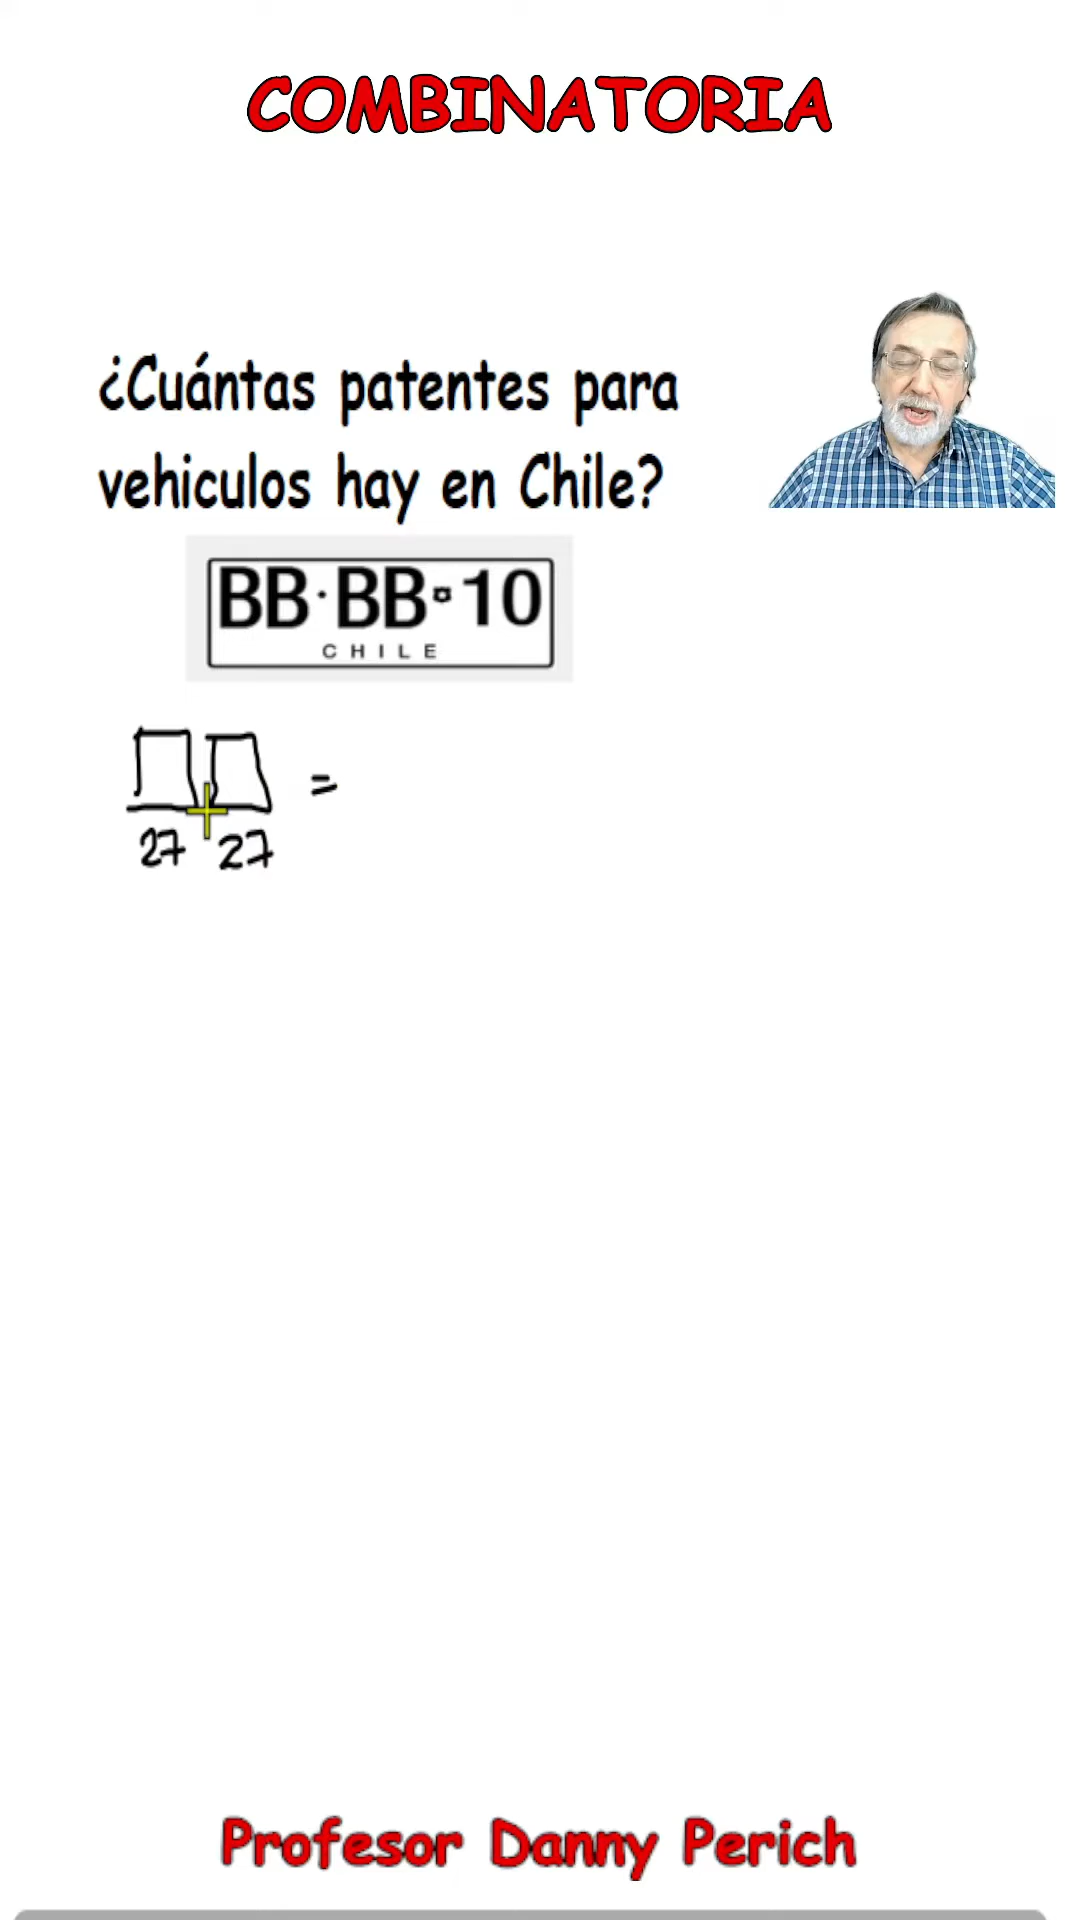 COMBINATORIA
¿Cuántas patentes para
vehiculos hay en Chile?
BB·BB▫10
CHILE
=
27 27
Profesor Danny Perich